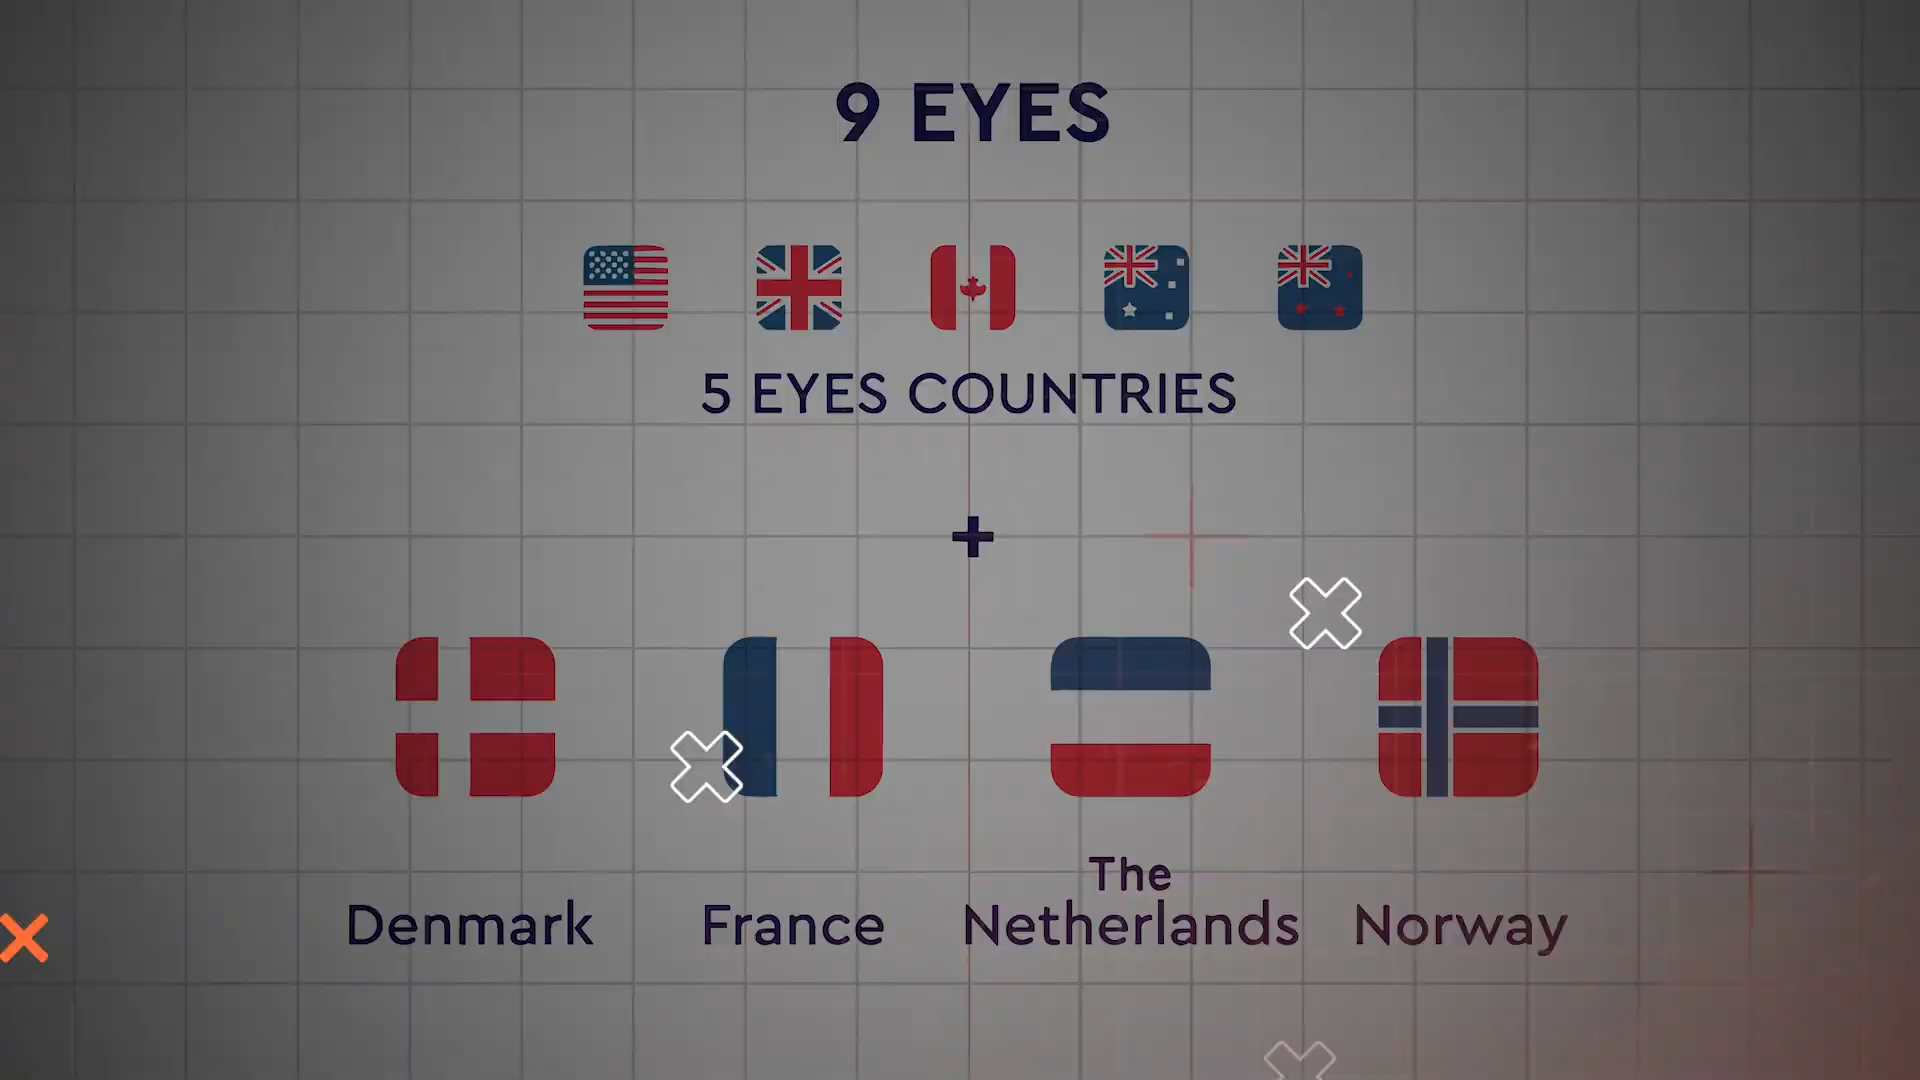 9 EYES
5 EYES COUNTRIES
+
Denmark
France
The
Netherlands
Norway